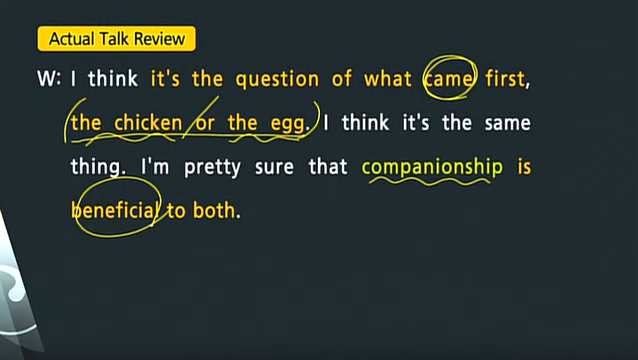 Actual Talk Review
W: I think it's the question of what came first,
the chicken or the egg. I think it's the same
thing. I'm pretty sure that companionship is
beneficial to both.